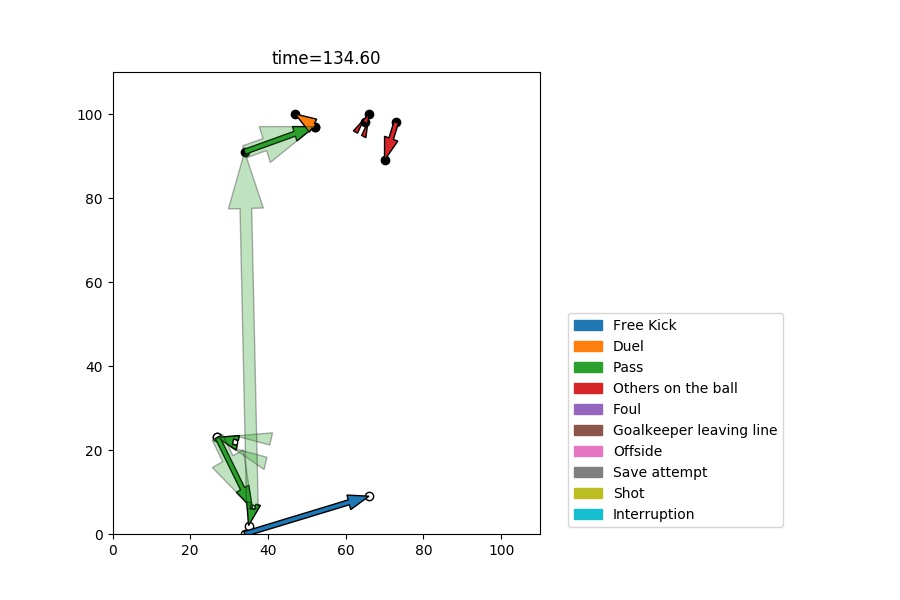 time=134.60
100
80
60
40
20
0
0 20 40 60 80 100
Free Kick
Duel
Pass
Others on the ball
Foul
Goalkeeper leaving line
Offside
Save attempt
Shot
Interruption